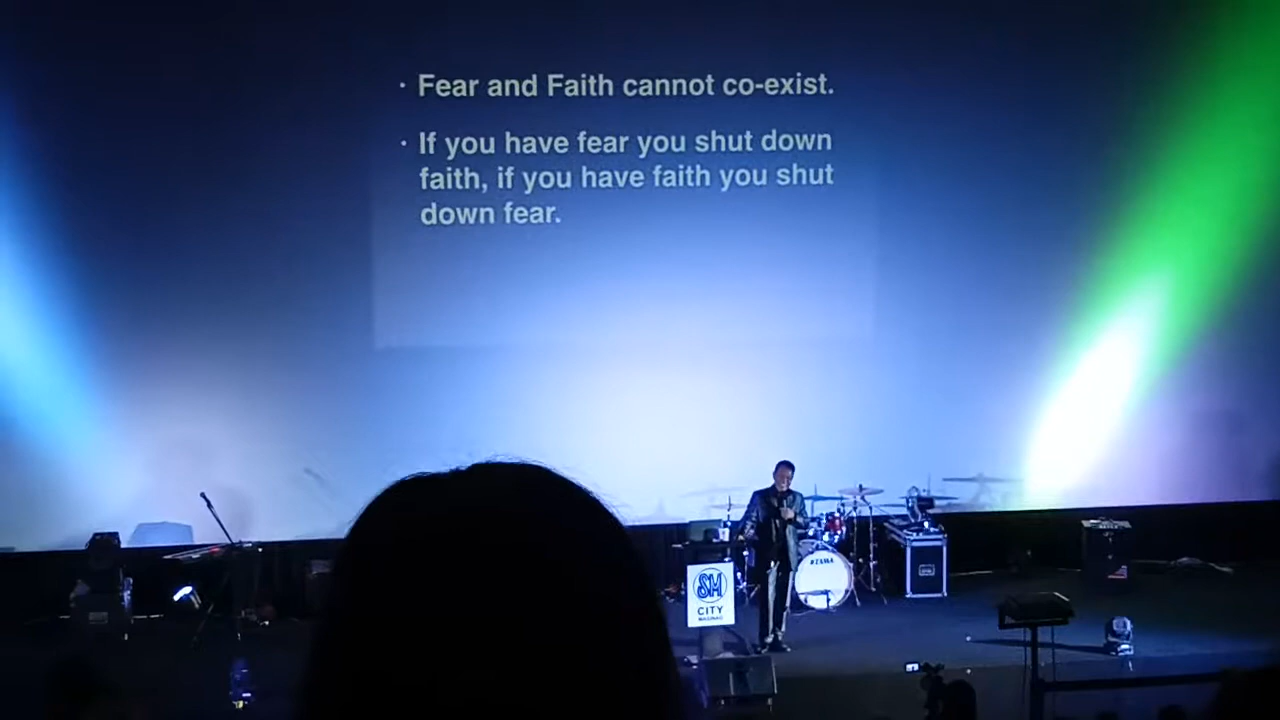 · Fear and Faith cannot co-exist.
· If you have fear you shut down
faith, if you have faith you shut
down fear.
TAMA
SM
CITY